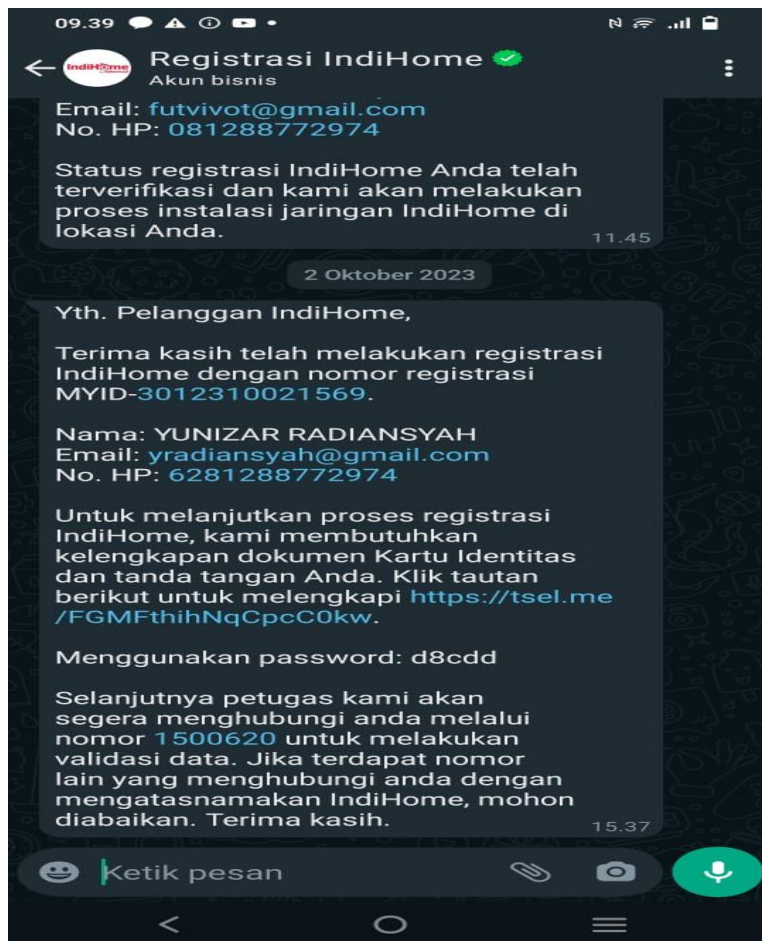 09.39
IndiHome
Registrasi IndiHome
Akun bisnis
Email: futvivot@gmail.com
No. HP: 081288772974
Status registrasi IndiHome Anda telah
terverifikasi dan kami akan melakukan
proses instalasi jaringan IndiHome di
lokasi Anda.
11.45
2 Oktober 2023
Yth. Pelanggan IndiHome,
Terima kasih telah melakukan registrasi
IndiHome dengan nomor registrasi
MYID-3012310021569.
Nama: YUNIZAR RADIANSYAH
Email: yradiansyah@gmail.com
No. HP: 6281288772974
Untuk melanjutkan proses registrasi
IndiHome, kami membutuhkan
kelengkapan dokumen Kartu Identitas
dan tanda tangan Anda. Klik tautan
berikut untuk melengkapi https://tsel.me
/FGMFthihNqCpcC0kw.
Menggunakan password: d8cdd
Selanjutnya petugas kami akan
segera menghubungi anda melalui
nomor 1500620 untuk melakukan
validasi data. Jika terdapat nomor
lain yang menghubungi anda dengan
mengatasnamakan IndiHome, mohon
diabaikan. Terima kasih.
15.37
Ketik pesan